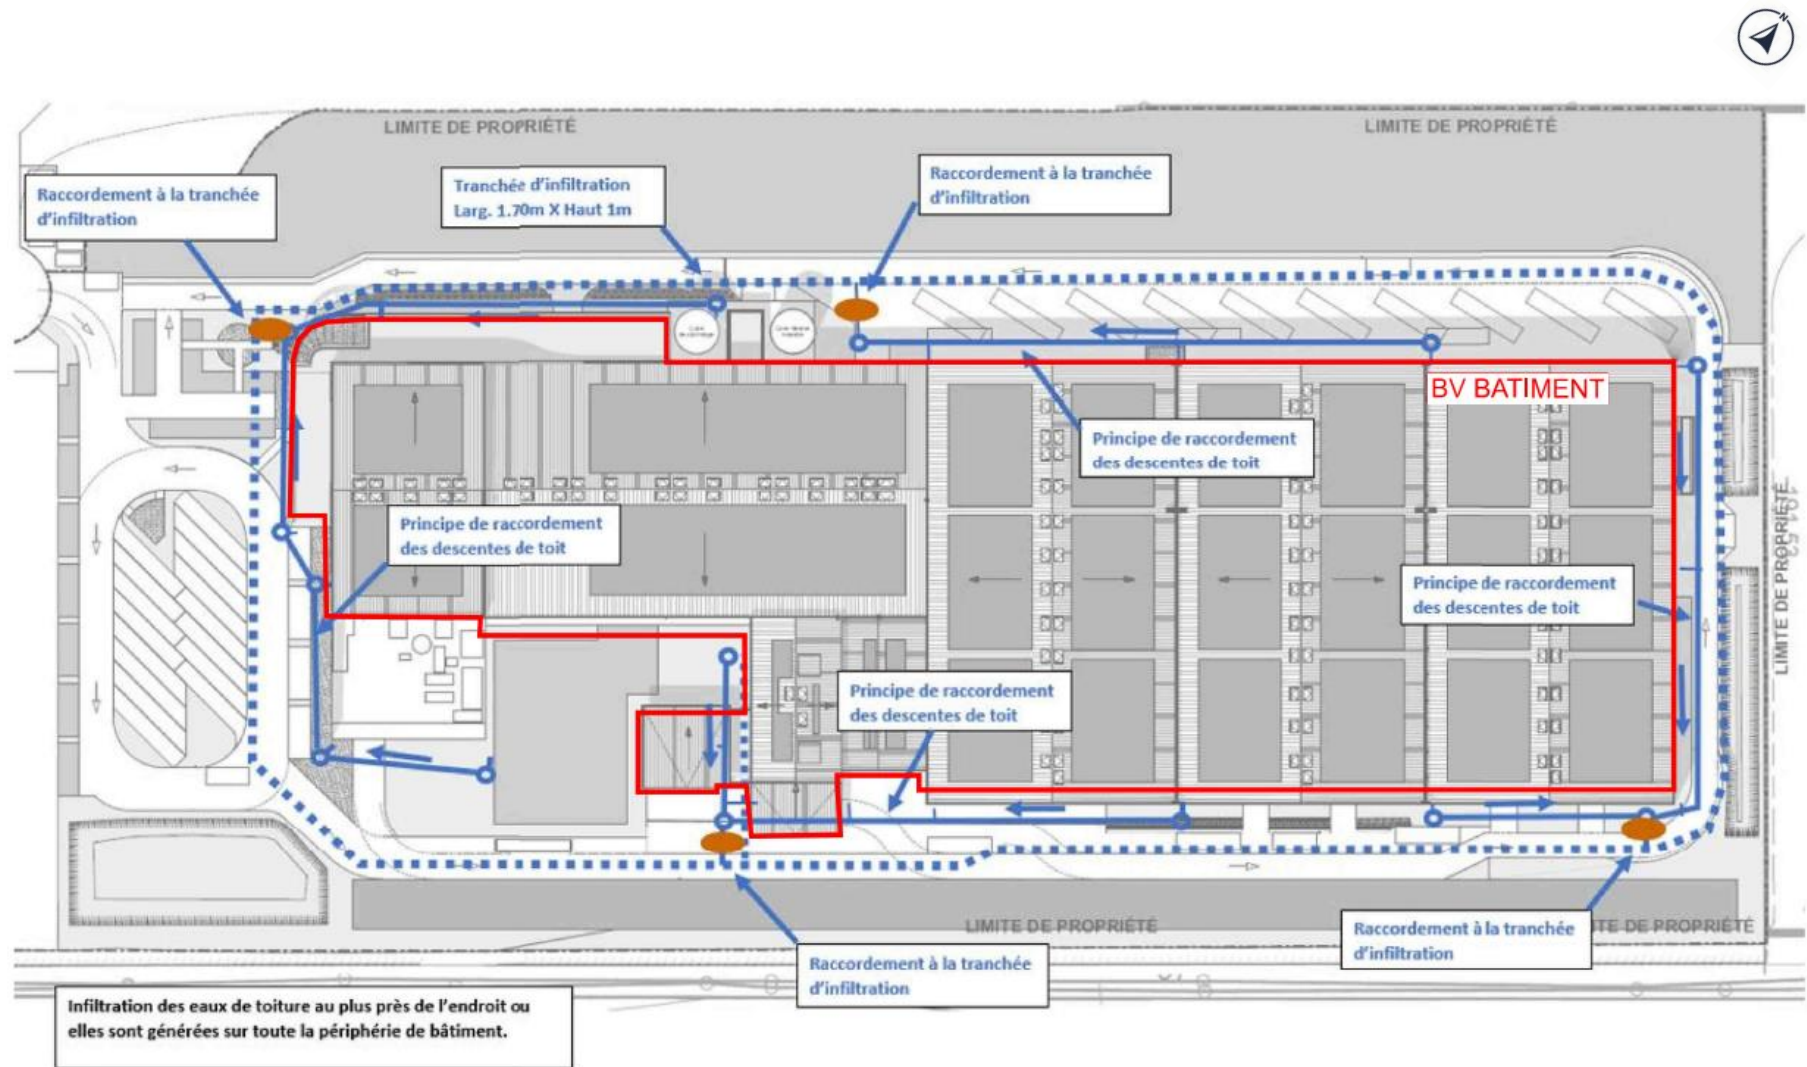 N
LIMITE DE PROPRIÉTÉ
LIMITE DE PROPRIÉTÉ
Raccordement à la tranchée
d'infiltration
Tranchée d'infiltration
Larg. 1.70m X Haut 1m
Raccordement à la tranchée
d'infiltration
BV BATIMENT
Principe de raccordement
des descentes de toit
Principe de raccordement
des descentes de toit
Principe de raccordement
des descentes de toit
LIMITE DE PROPRIÉTÉ
Principe de raccordement
des descentes de toit
LIMITE DE PROPRIÉTÉ
Raccordement à la tranchée
d'infiltration
TE DE PROPRIÉTÉ
Raccordement à la tranchée
d'infiltration
Infiltration des eaux de toiture au plus près de l'endroit ou
elles sont générées sur toute la périphérie de bâtiment.